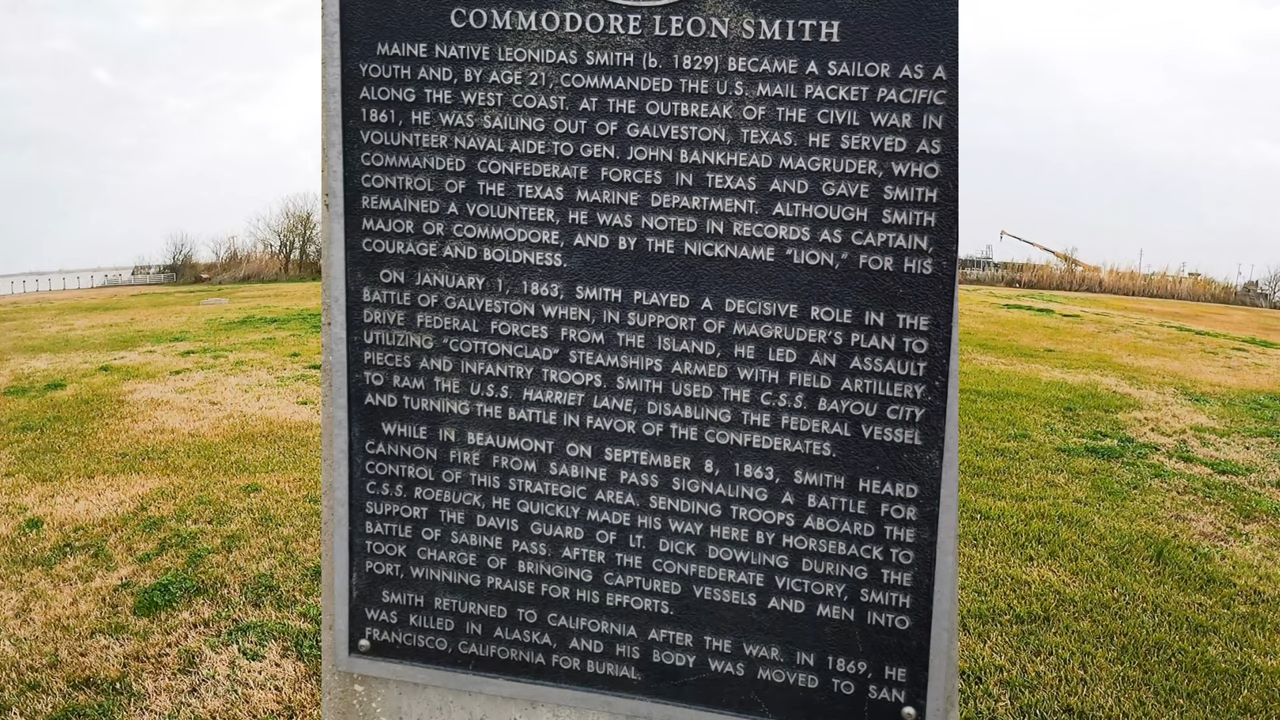 COMMODORE LEON SMITH
MAINE NATIVE LEONIDAS SMITH (b. 1829) BECAME A SAILOR AS A
YOUTH AND, BY AGE 21, COMMANDED THE U.S. MAIL PACKET PACIFIC
ALONG THE WEST COAST. AT THE OUTBREAK OF THE CIVIL WAR IN
1861, HE WAS SAILING OUT OF GALVESTON, TEXAS. HE SERVED AS
VOLUNTEER NAVAL AIDE TO GEN. JOHN BANKHEAD MAGRUDER, WHO
COMMANDED CONFEDERATE FORCES IN TEXAS AND GAVE SMITH
CONTROL OF THE TEXAS MARINE DEPARTMENT. ALTHOUGH SMITH
REMAINED A VOLUNTEER, HE WAS NOTED IN RECORDS AS CAPTAIN,
MAJOR OR COMMODORE, AND BY THE NICKNAME "LION," FOR HIS
COURAGE AND BOLDNESS.
ON JANUARY 1, 1863, SMITH PLAYED A DECISIVE ROLE IN THE
BATTLE OF GALVESTON WHEN, IN SUPPORT OF MAGRUDER'S PLAN TO
DRIVE FEDERAL FORCES FROM THE ISLAND, HE LED AN ASSAULT
UTILIZING "COTTONCLAD" STEAMSHIPS ARMED WITH FIELD ARTILLERY
PIECES AND INFANTRY TROOPS. SMITH USED THE C.S.S. BAYOU CITY
TO RAM THE U.S.S. HARRIET LANE, DISABLING THE FEDERAL VESSEL
AND TURNING THE BATTLE IN FAVOR OF THE CONFEDERATES.
WHILE IN BEAUMONT ON SEPTEMBER 8, 1863, SMITH HEARD
CANNON FIRE FROM SABINE PASS SIGNALING A BATTLE FOR
CONTROL OF THIS STRATEGIC AREA. SENDING TROOPS ABOARD THE
C.S.S. ROEBUCK, HE QUICKLY MADE HIS WAY HERE BY HORSEBACK TO
SUPPORT THE DAVIS GUARD OF LT. DICK DOWLING DURING THE
BATTLE OF SABINE PASS. AFTER THE CONFEDERATE VICTORY, SMITH
TOOK CHARGE OF BRINGING CAPTURED VESSELS AND MEN INTO
PORT, WINNING PRAISE FOR HIS EFFORTS.
SMITH RETURNED TO CALIFORNIA AFTER THE WAR. IN 1869, HE
WAS KILLED IN ALASKA, AND HIS BODY WAS MOVED TO SAN
FRANCISCO, CALIFORNIA FOR BURIAL.